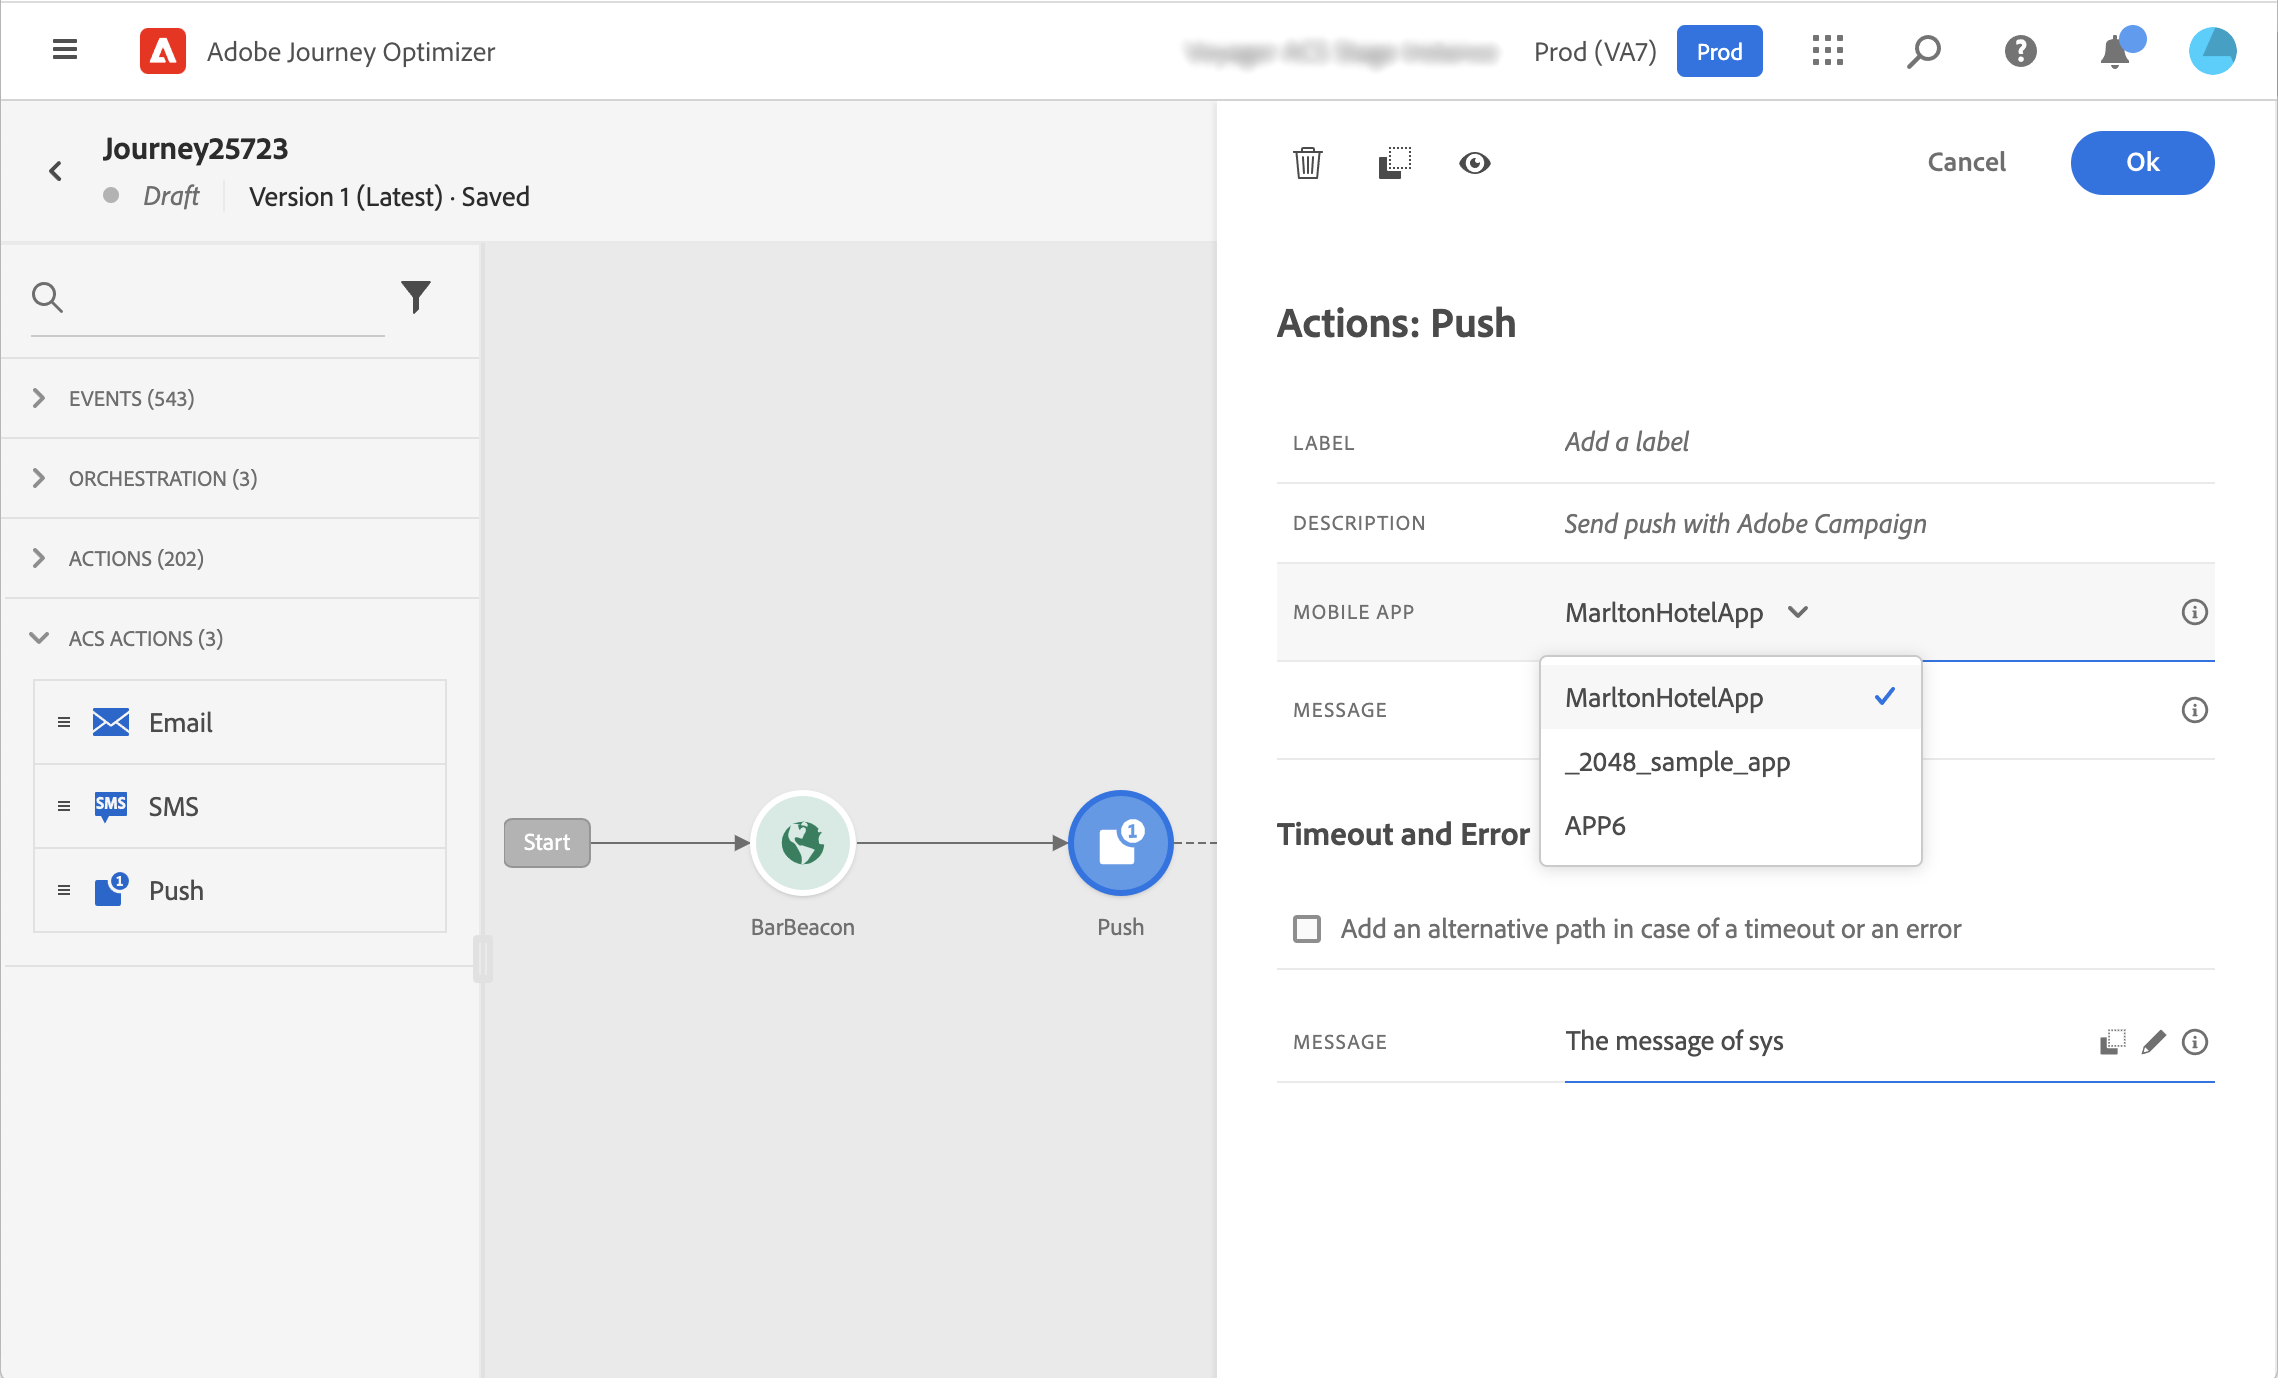 Adobe Journey Optimizer
Prod (VA7)
Prod
Journey25723
Draft
Version 1 (Latest) · Saved
Cancel
Ok
EVENTS (543)
ORCHESTRATION (3)
ACTIONS (202)
ACS ACTIONS (3)
Email
SMS
SMS
1
Push
Start
BarBeacon
1
Push
Actions: Push
LABEL
Add a label
DESCRIPTION
Send push with Adobe Campaign
MOBILE APP
MarltonHotelApp
MarltonHotelApp
_2048_sample_app
APP6
MESSAGE
Timeout and Error
Add an alternative path in case of a timeout or an error
MESSAGE
The message of sys